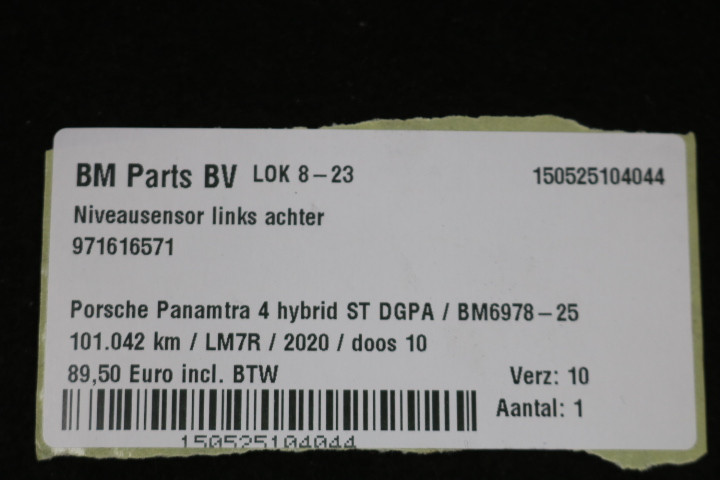 BM Parts BV LOK 8-23 150525104044
Niveausensor links achter
971616571
Porsche Panamtra 4 hybrid ST DGPA / BM6978-25
101.042 km / LM7R / 2020 / doos 10
89,50 Euro incl. BTW Verz: 10
Aantal: 1
150525104044